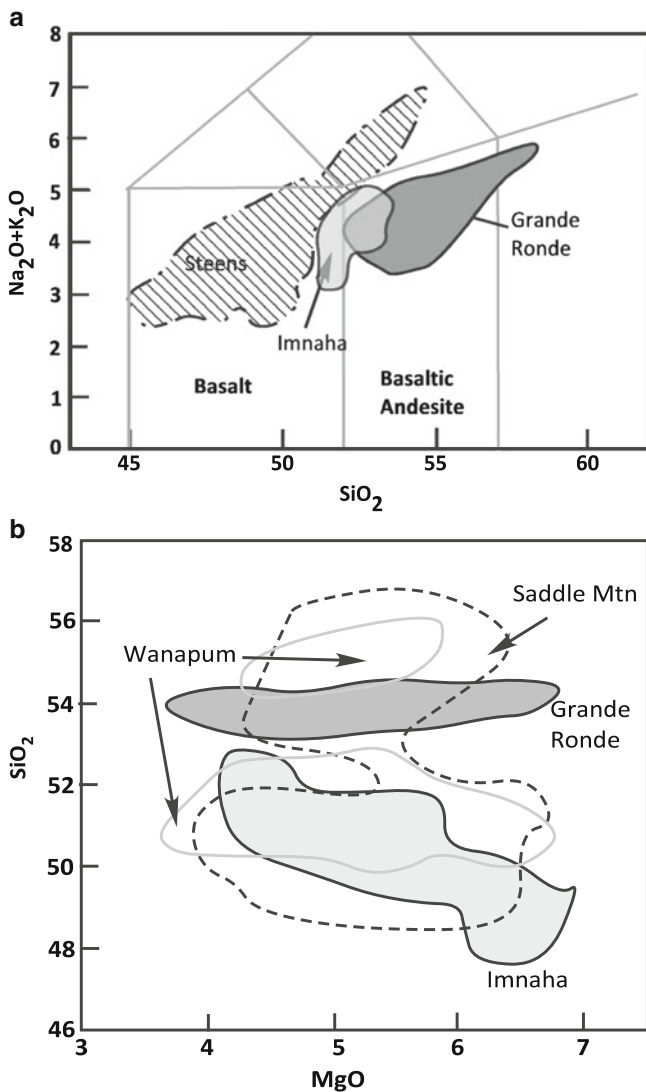 a
8
7
6
5
4
3
2
1
0
Na₂O+K₂O
Steens
Imnaha
Grande
Ronde
Basalt
Basaltic
Andesite
45
50
55
60
SiO₂
b
58
56
54
52
50
48
46
SiO₂
Saddle Mtn
Wanapum
Grande
Ronde
Imnaha
3
4
5
6
7
MgO